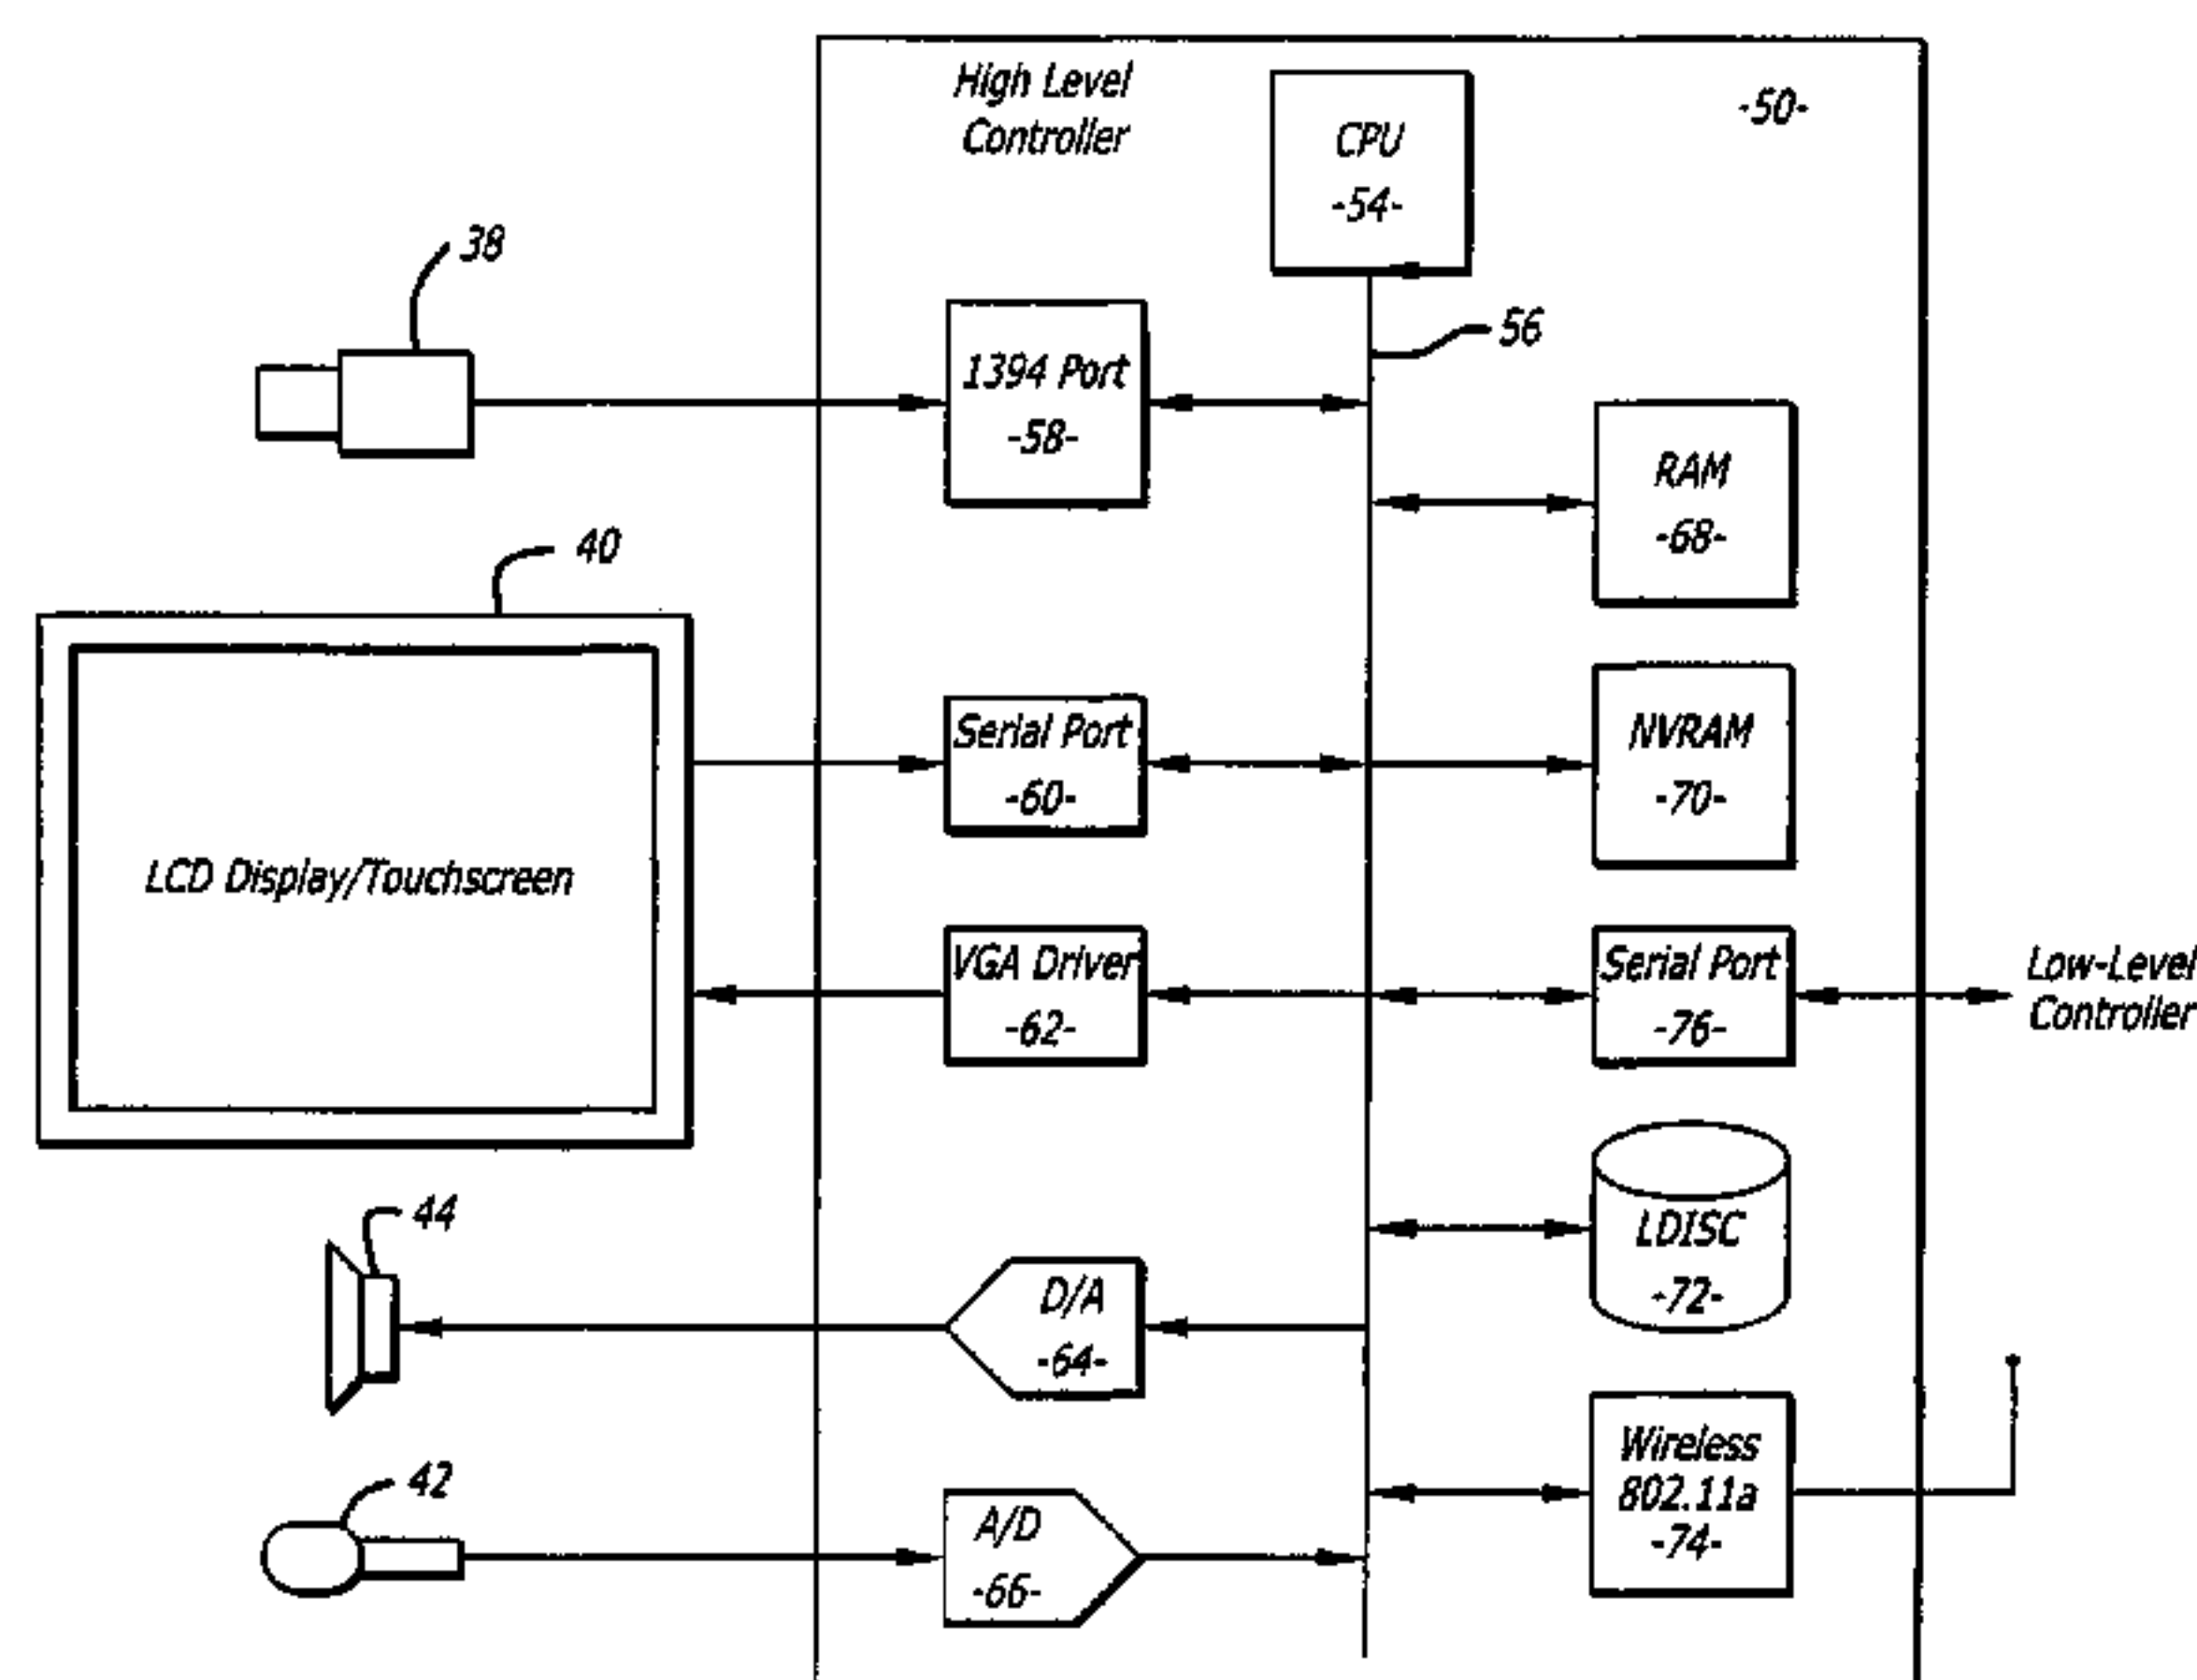 High Level
Controller
-50-
CPU
-54-
38
56
1394 Port
-58-
RAM
-68-
40
Serial Port
-60-
NVRAM
-70-
LCD Display/Touchscreen
VGA Driver
-62-
Serial Port
-76-
Low-Level
Controller
44
LDISC
-72-
D/A
-64-
42
Wireless
802.11a
-74-
A/D
-66-